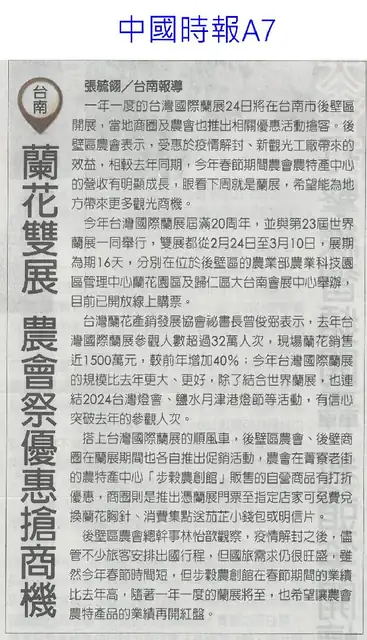 中國時報A7
台南
蘭花雙展 農會祭優惠搶商機
張毓翎／台南報導
一年一度的台灣國際蘭展24日將在台南市後壁區
開展，當地商圈及農會也推出相關優惠活動搶客。後
壁區農會表示，受惠於疫情解封、新觀光工廠帶來的
效益，相較去年同期，今年春節期間農會農特產中心
的營收有明顯成長，眼看下周就是蘭展，希望能為地
方帶來更多觀光商機。
今年台灣國際蘭展屆滿20周年，並與第23屆世界
蘭展一同舉行，雙展都從2月24日至3月10日，展期
為期16天，分別在位於後壁區的農業部農業科技園
區管理中心蘭花園區及歸仁區大台南會展中心舉辦，
目前已開放線上購票。
台灣蘭花產銷發展協會祕書長曾俊弼表示，去年台
灣國際蘭展參觀人數超過32萬人次，現場蘭花銷售
近1500萬元，較前年增加40%；今年台灣國際蘭展
的規模比去年更大、更好，除了結合世界蘭展，也連
結2024台灣燈會、鹽水月津港燈節等活動，有信心
突破去年的參觀人次。
搭上台灣國際蘭展的順風車，後壁區農會、後壁商
圈在蘭展期間也各自推出促銷活動，農會在菁寮老街
的農特產中心「步穀農創館」販售的自營商品有打折
優惠，商圈則是推出憑蘭展門票至指定店家可免費兌
換蘭花胸針、消費集點送茄芷小錢包或明信片。
後壁區農會總幹事林怡歡觀察，疫情解封之後，儘
管不少旅客安排出國行程，但國旅需求仍很旺盛，雖
然今年春節時間短，但步穀農創館在春節期間的業績
比去年高，隨著一年一度的蘭展將至，也希望讓農會
農特產品的業績再開紅盤。